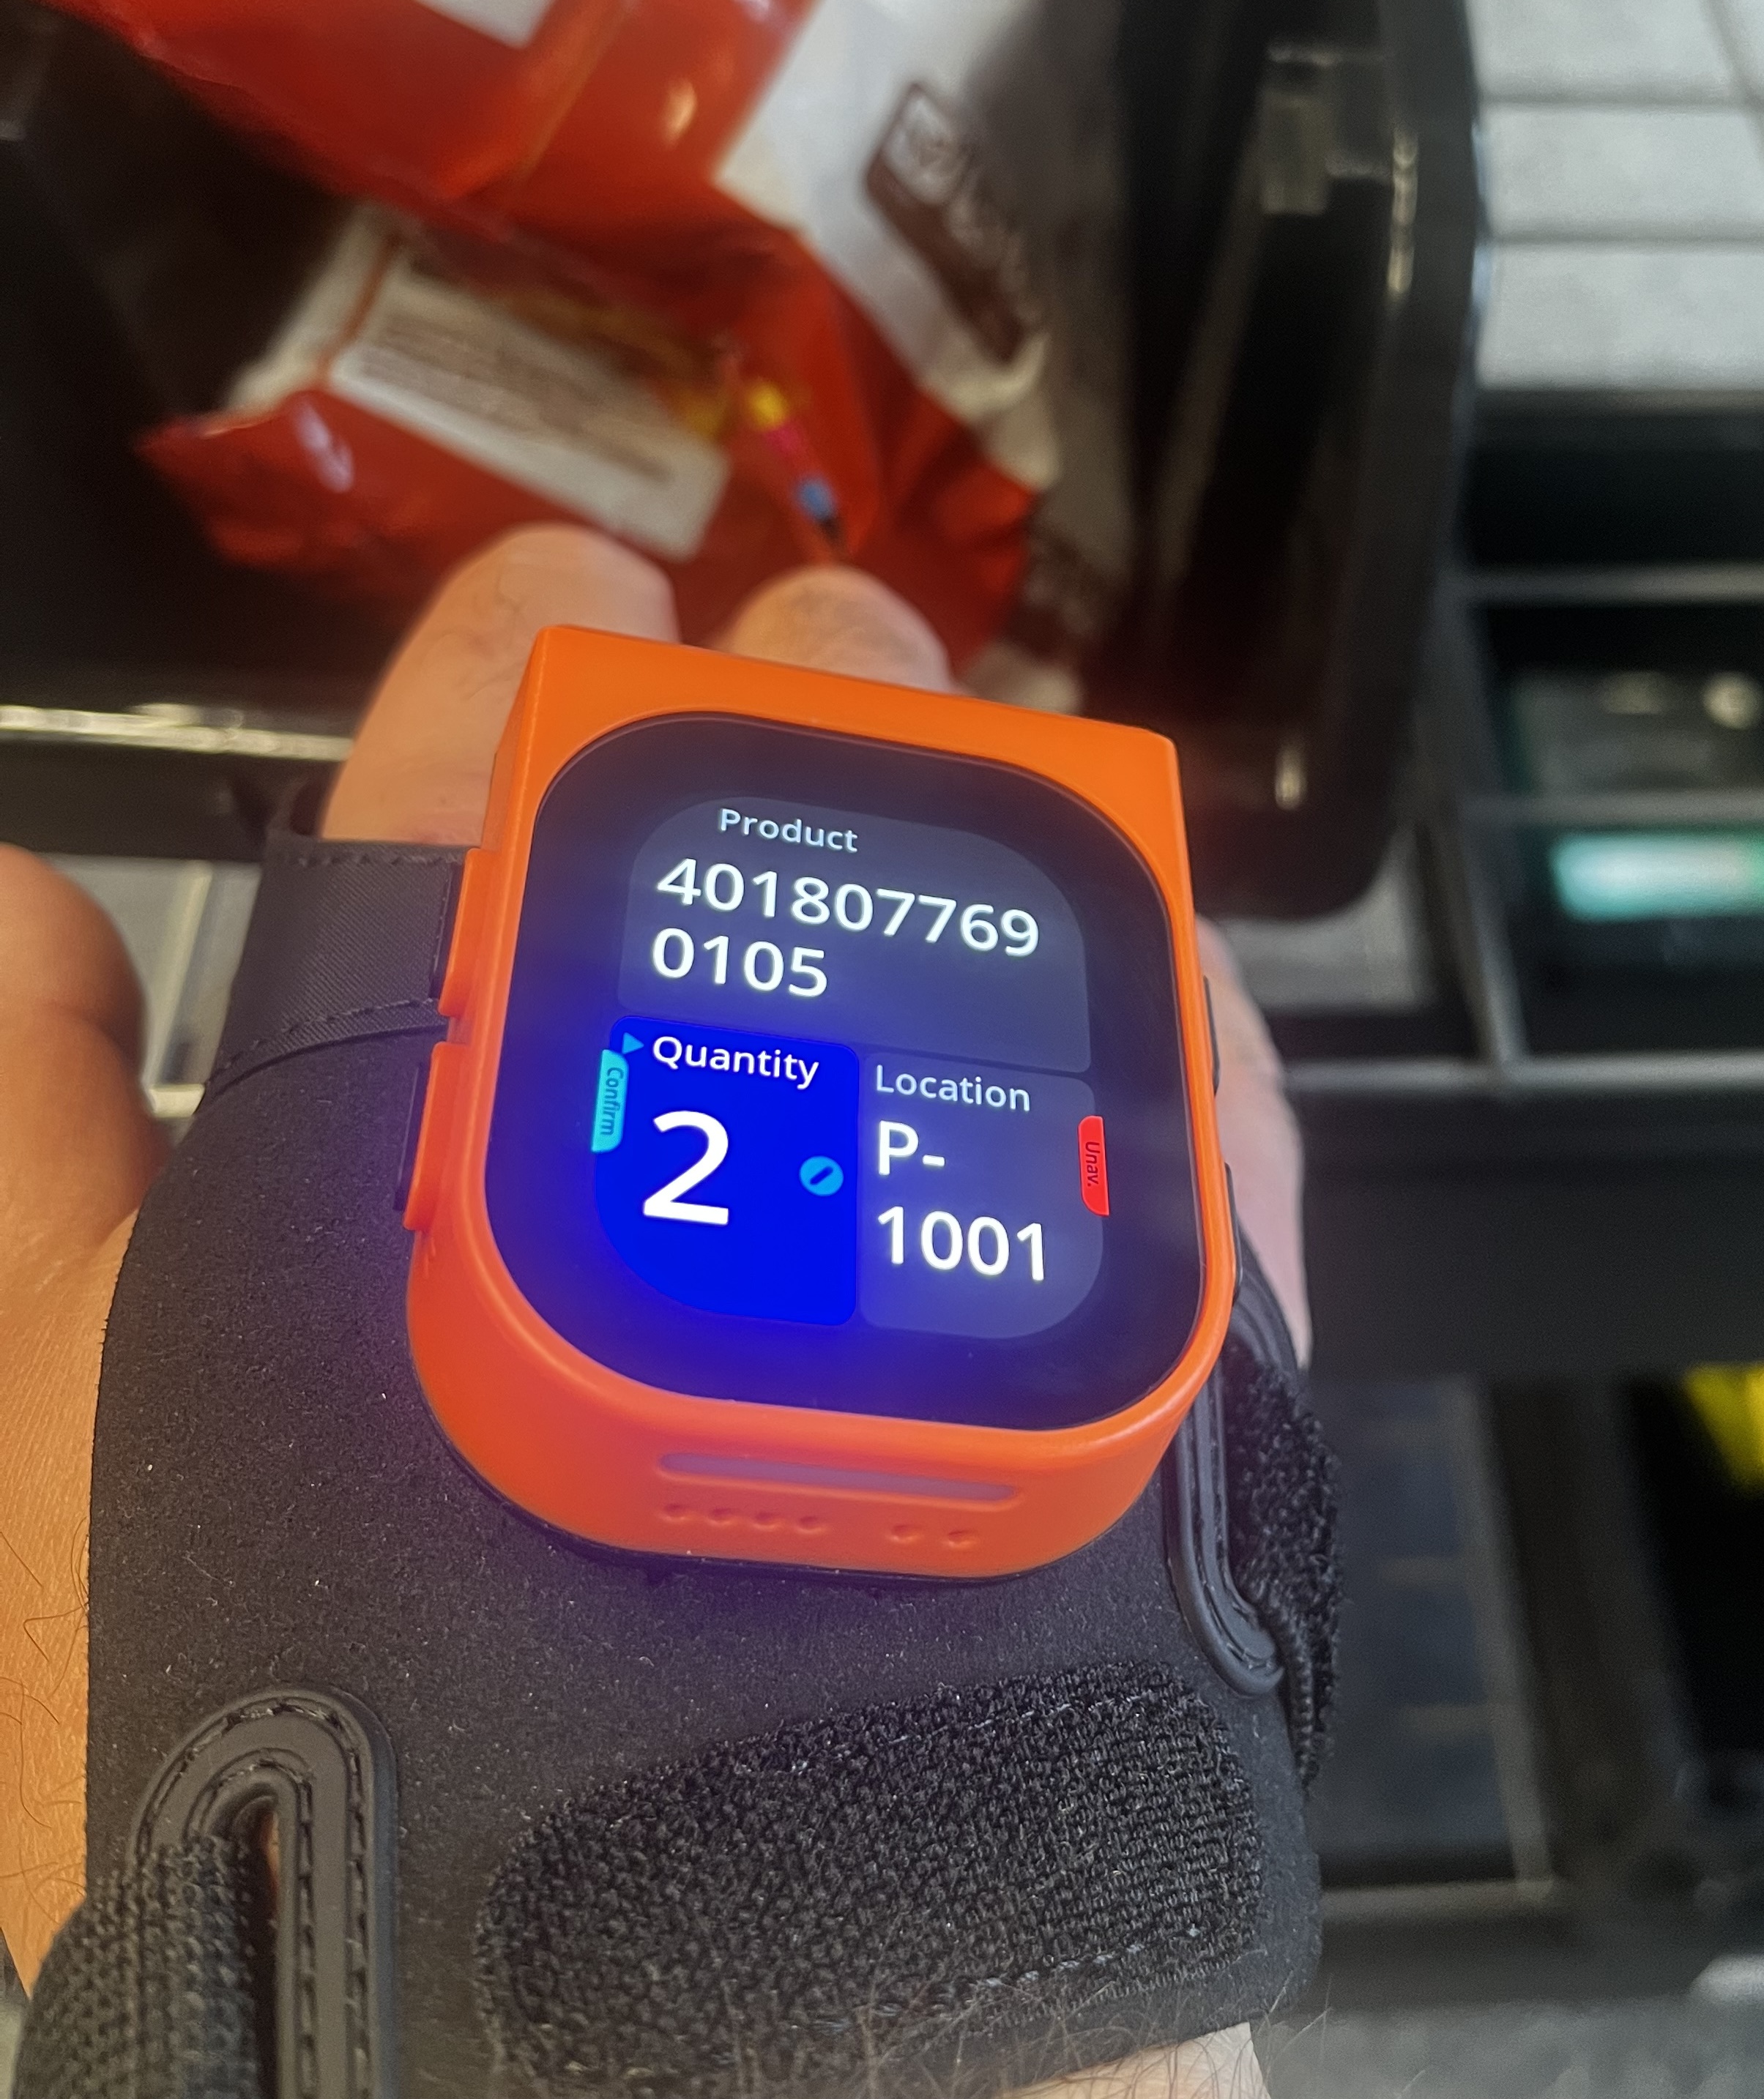 Product
401807769
0105
Quantity
2
Confirm
Location
P-
1001
Unav.